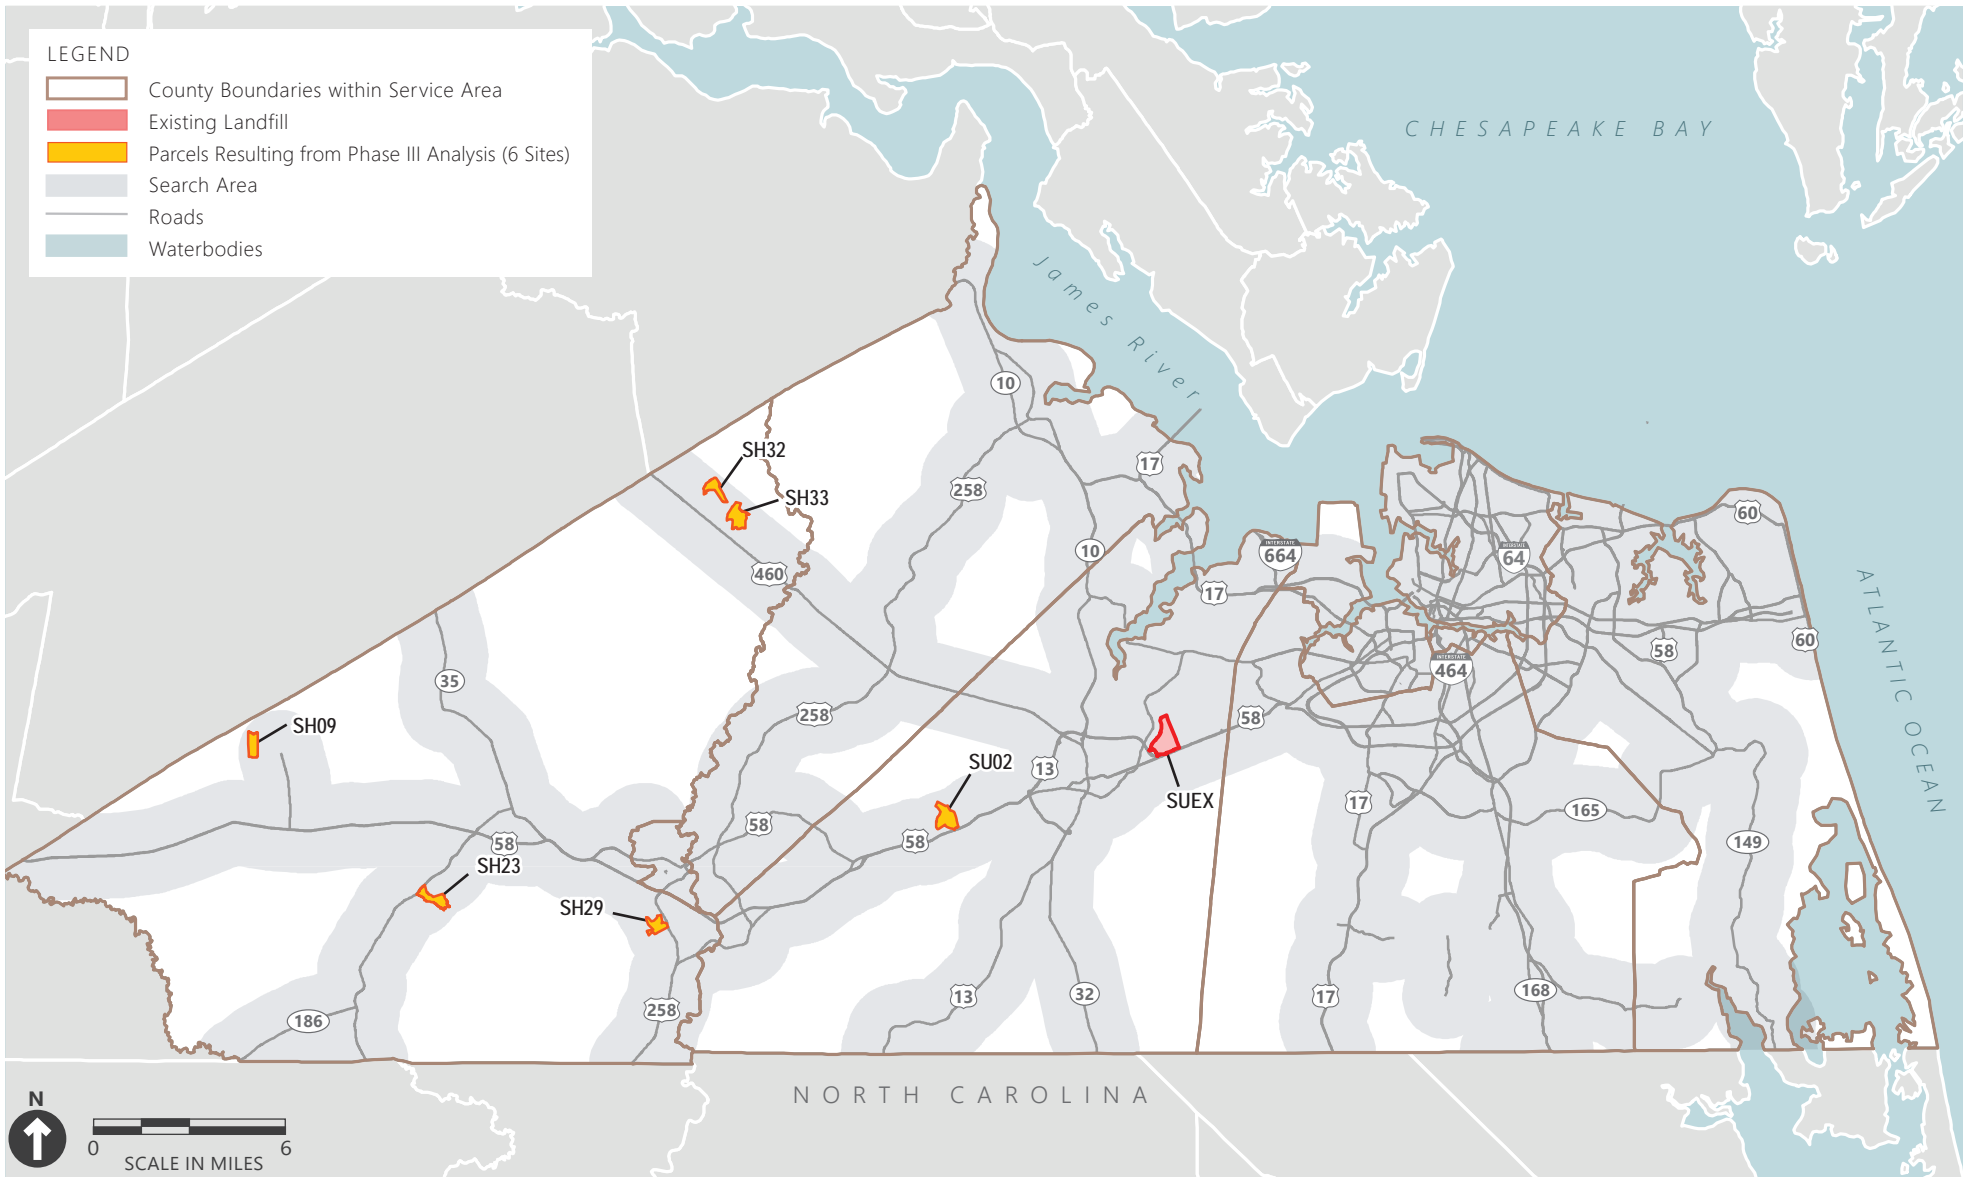 LEGEND
County Boundaries within Service Area
Existing Landfill
Parcels Resulting from Phase III Analysis (6 Sites)
Search Area
Roads
Waterbodies
CHESAPEAKE BAY
James River
10
SH32
17
258
SH33
60
10
INTERSTATE
664
INTERSTATE
64
460
17
ATLANTIC OCEAN
60
58
INTERSTATE
464
35
258
58
SH09
SU02
13
SUEX
17
165
58
58
58
149
SH23
SH29
168
13
32
17
258
186
NORTH CAROLINA
N
0
6
SCALE IN MILES